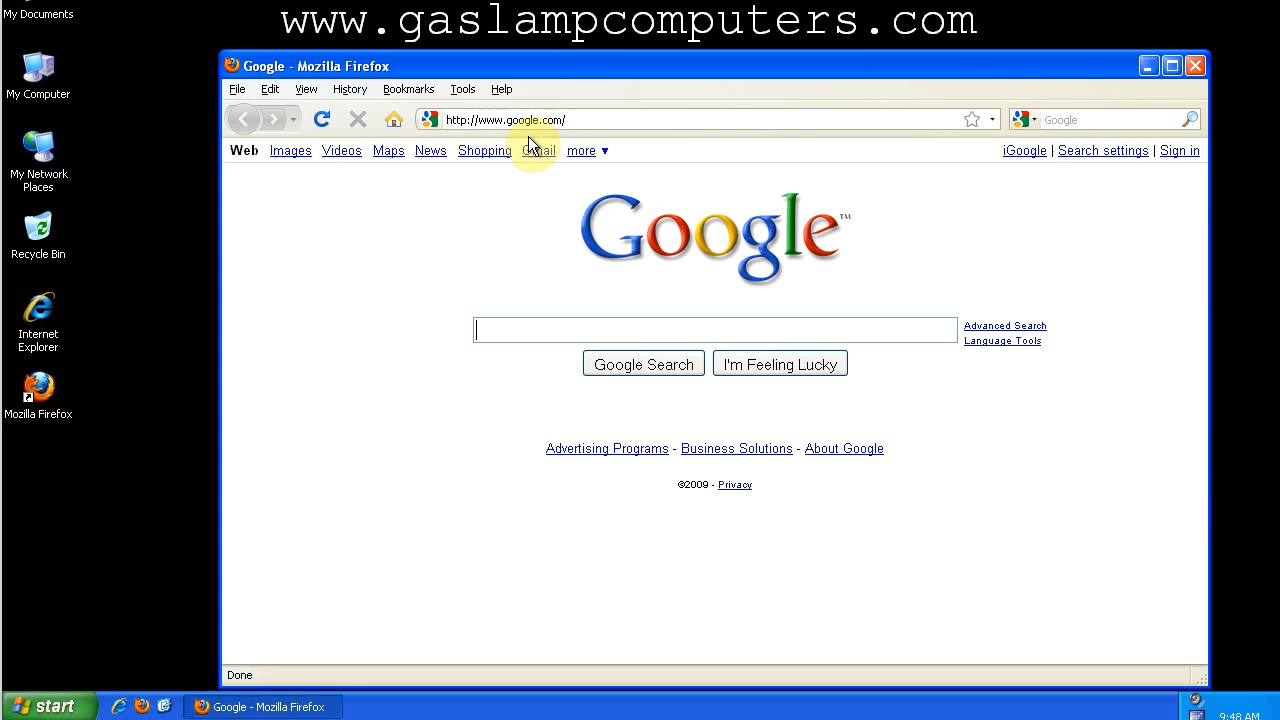 www.gaslampcomputers.com
My Documents
My Computer
My Network
Places
Recycle Bin
Internet
Explorer
Mozilla Firefox
Google - Mozilla Firefox
File Edit View History Bookmarks Tools Help
http://www.google.com/ Google
Web Images Videos Maps News Shopping Gmail more ▼ iGoogle | Search settings | Sign in
Google™
Advanced Search
Language Tools
Google Search I'm Feeling Lucky
Advertising Programs - Business Solutions - About Google
©2009 - Privacy
Done
start Google - Mozilla Firefox 9:48 AM